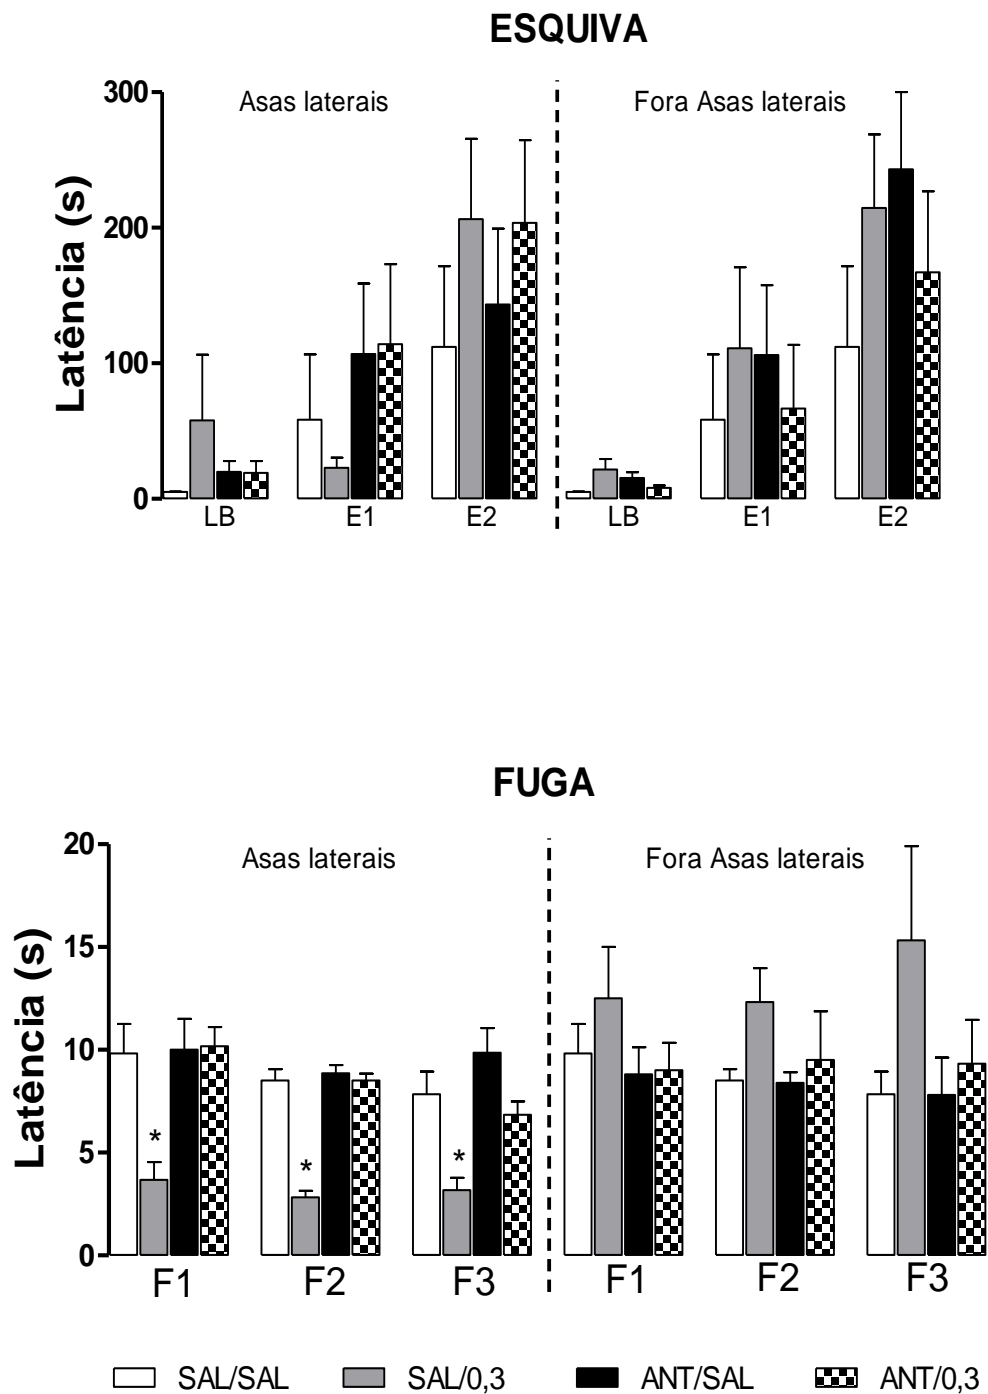 ESQUIVA
Asas laterais
Fora Asas laterais
Latência (s)
300
200
100
0
LB
E1
E2
LB
E1
E2
FUGA
Asas laterais
Fora Asas laterais
Latência (s)
20
15
10
5
0
*
*
*
F1
F2
F3
F1
F2
F3
SAL/SAL
SAL/0,3
ANT/SAL
ANT/0,3